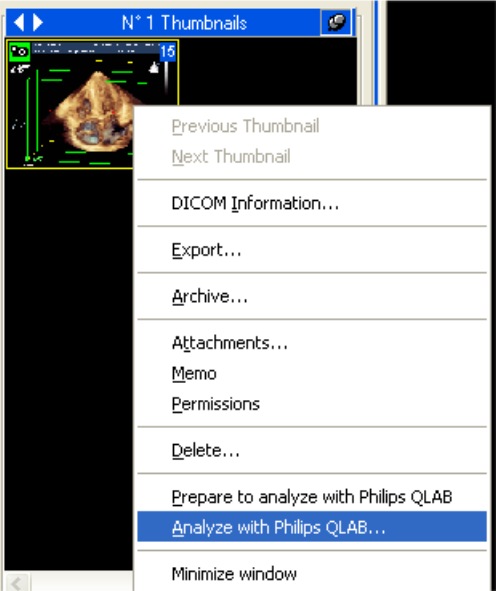 N° 1 Thumbnails
15
Previous Thumbnail
Next Thumbnail
DICOM Information...
Export...
Archive...
Attachments...
Memo
Permissions
Delete...
Prepare to analyze with Philips QLAB
Analyze with Philips QLAB...
Minimize window